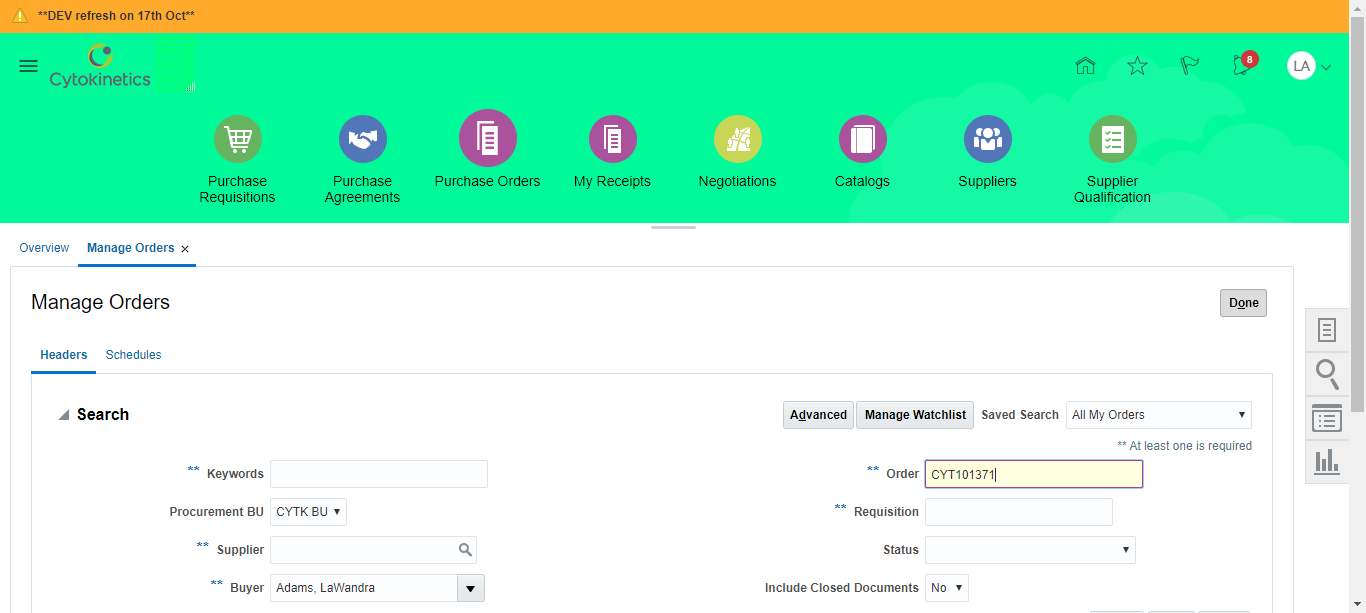 **DEV refresh on 17th Oct**
Cytokinetics
8
LA
Purchase Requisitions
Purchase Agreements
Purchase Orders
My Receipts
Negotiations
Catalogs
Suppliers
Supplier Qualification
Overview
Manage Orders ×
Manage Orders
Done
Headers Schedules
Search
Advanced Manage Watchlist Saved Search All My Orders
** At least one is required
** Keywords
** Order CYT101371
Procurement BU CYTK BU
** Requisition
** Supplier
Status
** Buyer Adams, LaWandra
Include Closed Documents No